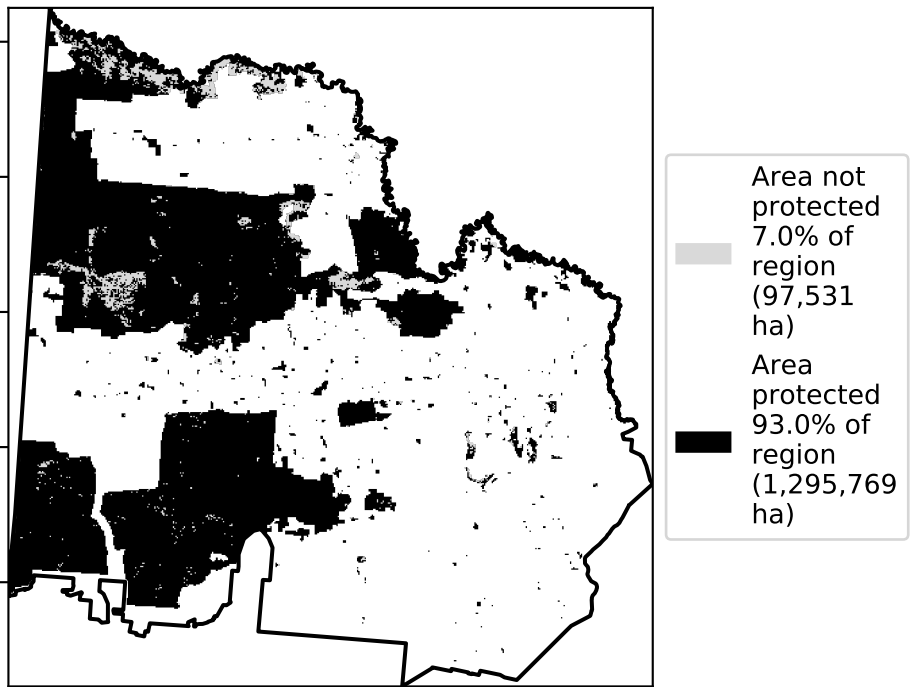 Area not
protected
7.0% of
region
(97,531
ha)
Area
protected
93.0% of
region
(1,295,769
ha)